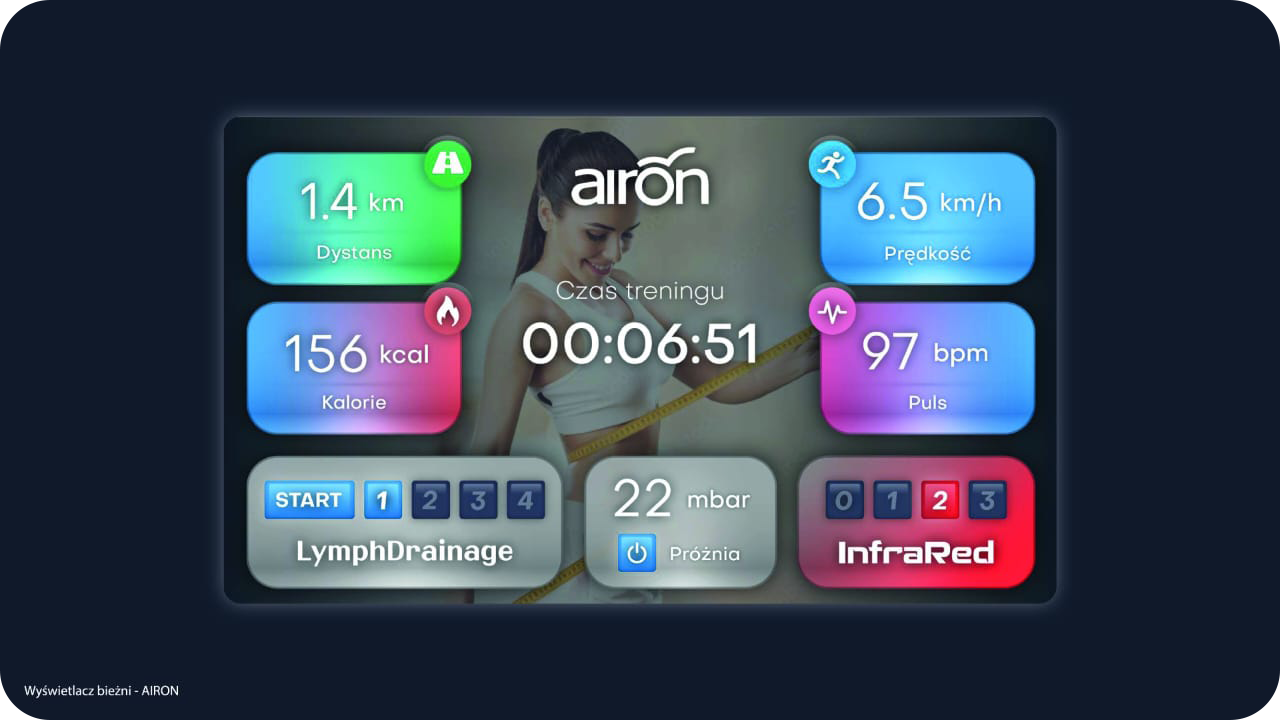 airon
1.4 km
Dystans
6.5 km/h
Prędkość
Czas treningu
00:06:51
156 kcal
Kalorie
97 bpm
Puls
START 1 2 3 4
LymphDrainage
22 mbar
Próżnia
0 1 2 3
InfraRed
Wyświetlacz bieżni - AIRON